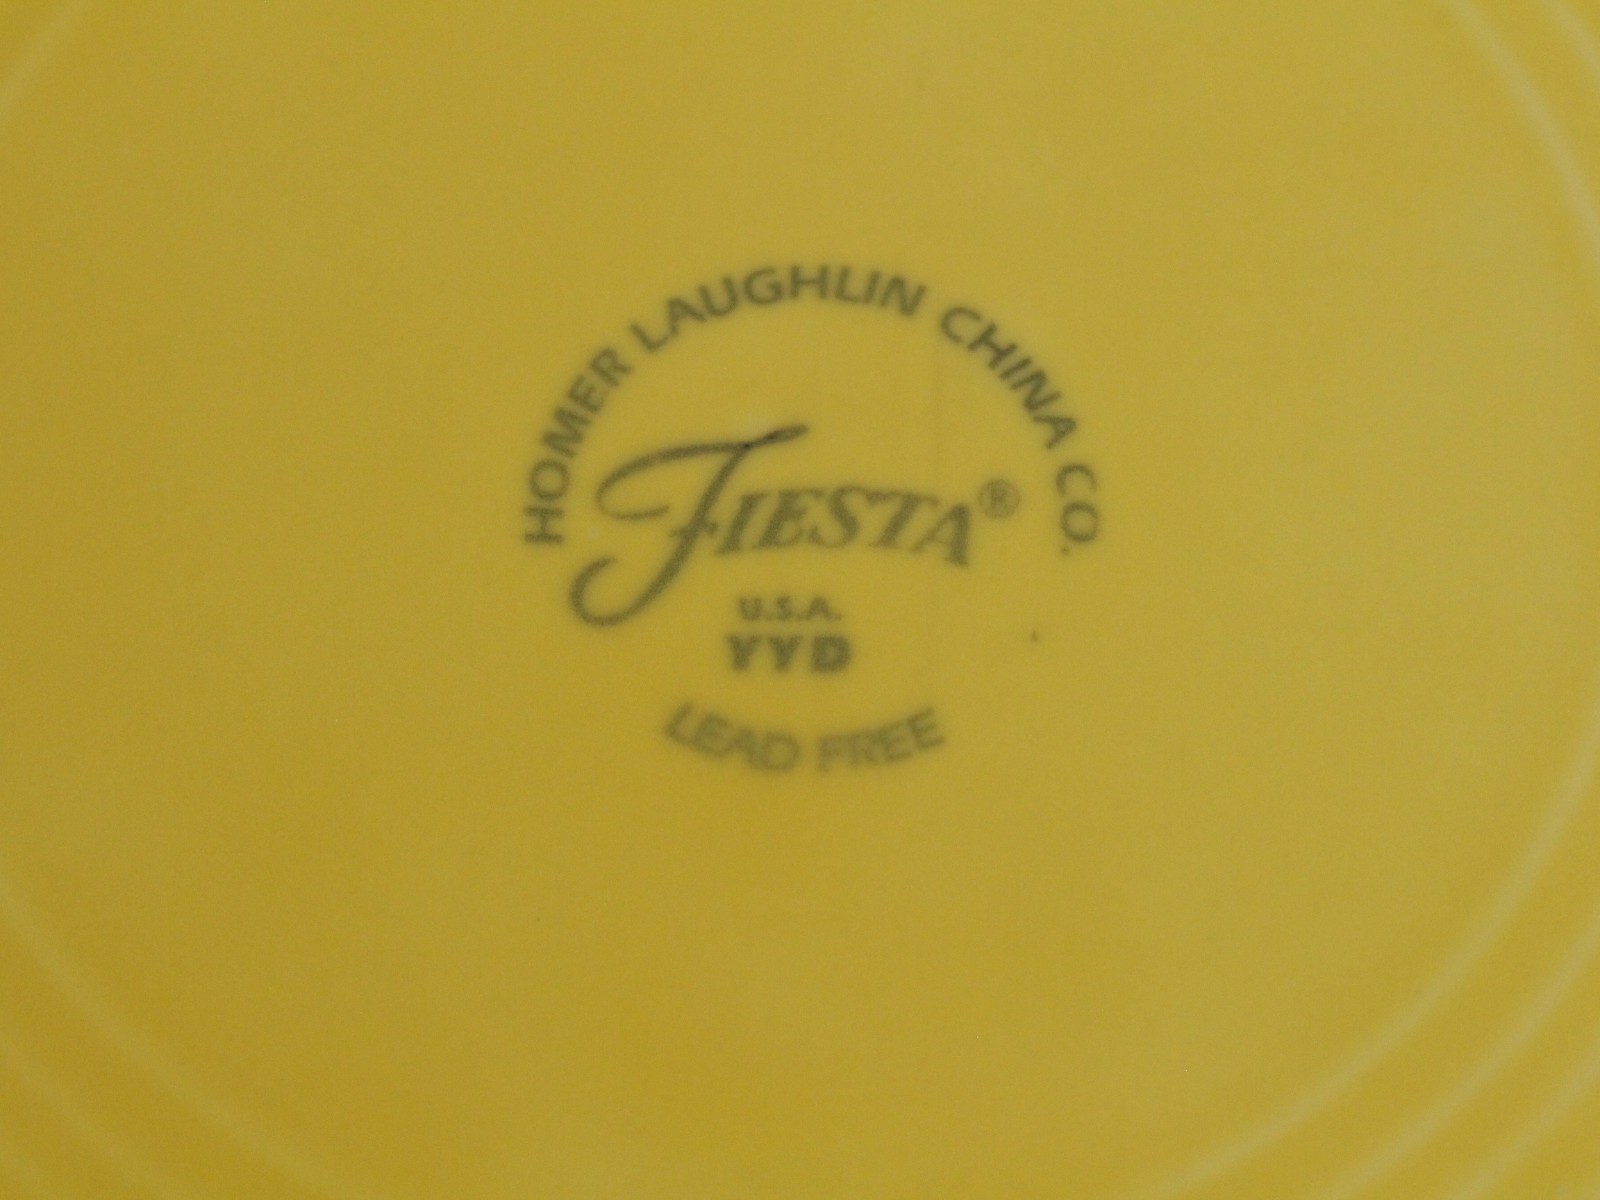 HOMER LAUGHLIN CHINA CO.
FIESTA®
U.S.A.
YYD
LEAD FREE